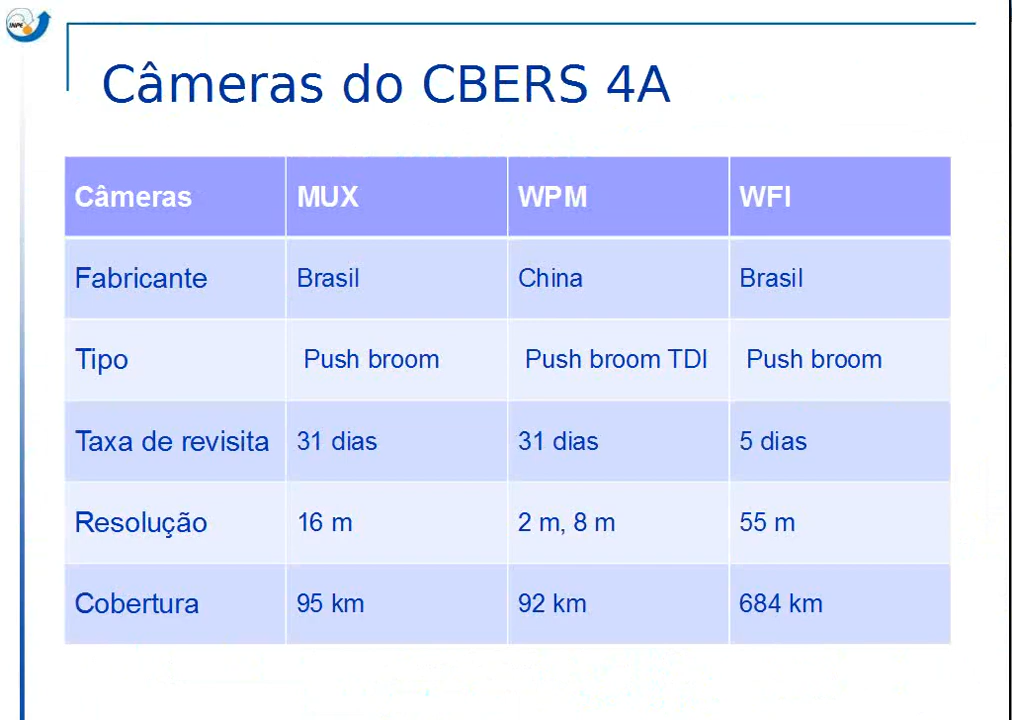 INPE
Câmeras do CBERS 4A
Câmeras MUX WPM WFI
Fabricante Brasil China Brasil
Tipo Push broom Push broom TDI Push broom
Taxa de revisita 31 dias 31 dias 5 dias
Resolução 16 m 2 m, 8 m 55 m
Cobertura 95 km 92 km 684 km